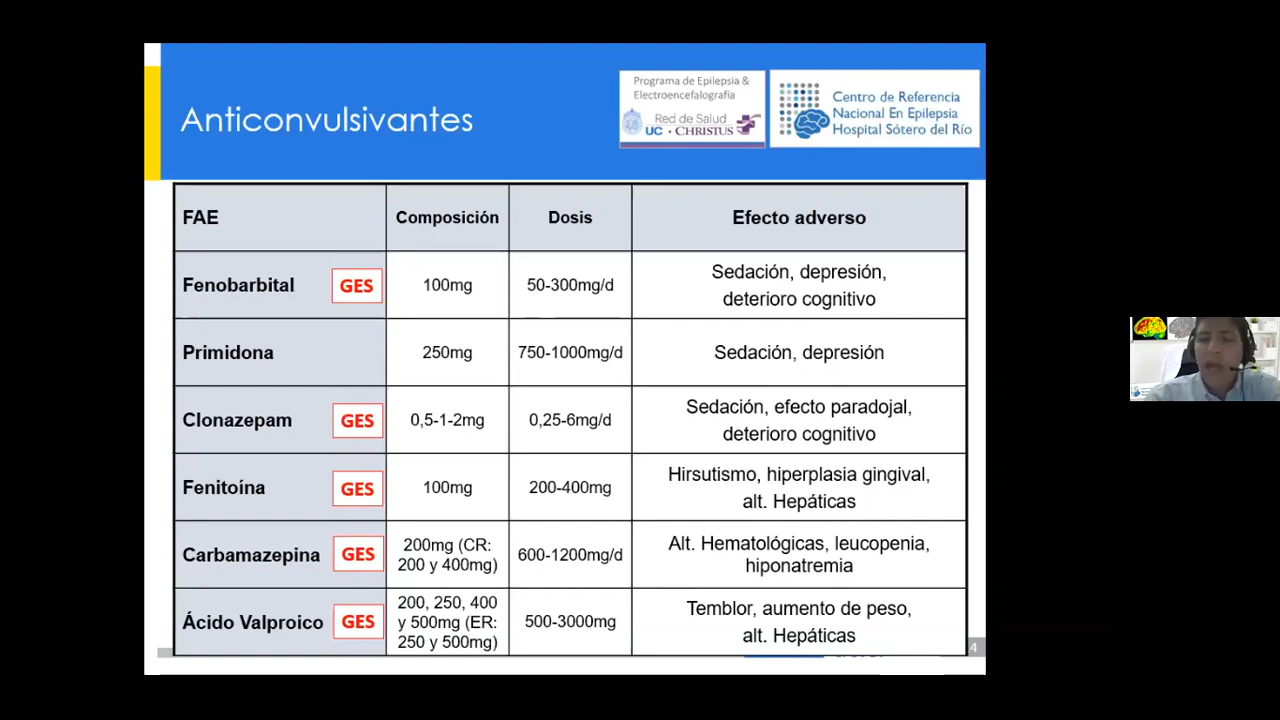 Anticonvulsivantes
Programa de Epilepsia &
Electroencefalografía
Red de Salud
UC · CHRISTUS
Centro de Referencia
Nacional En Epilepsia
Hospital Sótero del Río
FAE
Composición
Dosis
Efecto adverso
Fenobarbital
GES
100mg
50-300mg/d
Sedación, depresión,
deterioro cognitivo
Primidona
250mg
750-1000mg/d
Sedación, depresión
Clonazepam
GES
0,5-1-2mg
0,25-6mg/d
Sedación, efecto paradojal,
deterioro cognitivo
Fenitoína
GES
100mg
200-400mg
Hirsutismo, hiperplasia gingival,
alt. Hepáticas
Carbamazepina
GES
200mg (CR:
200 y 400mg)
600-1200mg/d
Alt. Hematológicas, leucopenia,
hiponatremia
Ácido Valproico
GES
200, 250, 400
y 500mg (ER:
250 y 500mg)
500-3000mg
Temblor, aumento de peso,
alt. Hepáticas
4